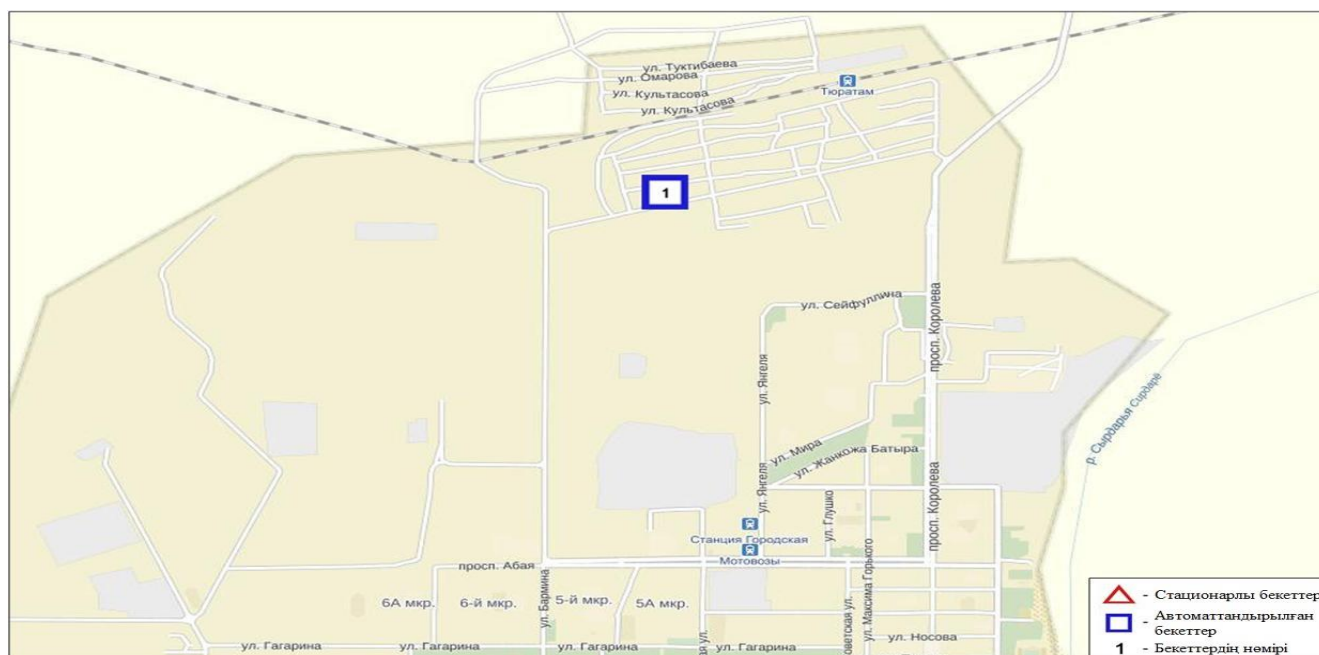 ул. Туктибаева
ул. Омарова
ул. Культасова
ул. Культасова
Тюратам
1
ул. Сейфуллина
просп. Королева
ул. Янгеля
р. Сырдарья Сирдарё
ул. Мира
ул. Жанкожа Батыра
ул. Янгеля
ул. Глушко
просп. Королева
Станция Городская
Мотовозы
ул. Максима Горького
просп. Абая
6А мкр.
6-й мкр.
ул. Бармина
5-й мкр.
5А мкр.
ул. Носова
ул. Гагарина
ул. Гагарина
ул. Гагарина
ул. Гагарина
- Стационарлы бекеттер
- Автоматтандырылған
бекеттер
1 - Бекеттердің нөмірі